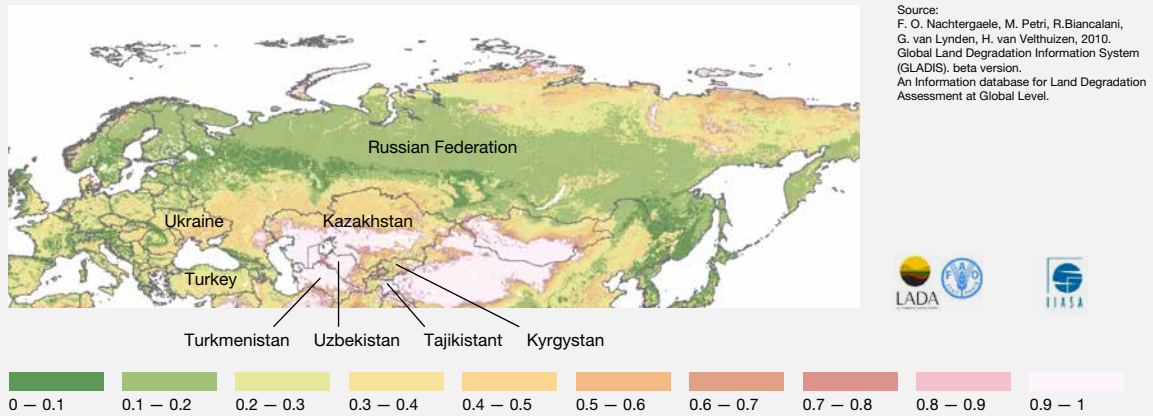 Source:
F. O. Nachtergaele, M. Petri, R.Biancalani,
G. van Lynden, H. van Velthuizen, 2010.
Global Land Degradation Information System
(GLADIS). beta version.
An Information database for Land Degradation
Assessment at Global Level.
Russian Federation
Ukraine
Kazakhstan
Turkey
LADA
FAO
IIASA
Turkmenistan
Uzbekistan
Tajikistant
Kyrgystan
0 — 0.1
0.1 — 0.2
0.2 — 0.3
0.3 — 0.4
0.4 — 0.5
0.5 — 0.6
0.6 — 0.7
0.7 — 0.8
0.8 — 0.9
0.9 — 1